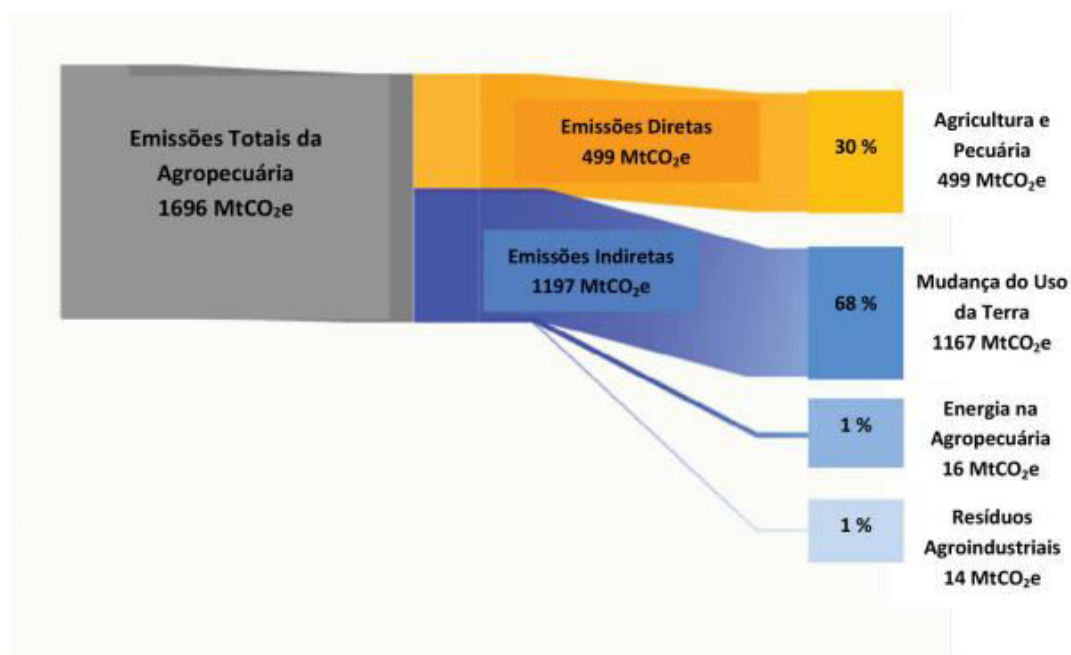 Emissões Totais da
Agropecuária
1696 MtCO₂e
Emissões Diretas
499 MtCO₂e
30 %
Agricultura e
Pecuária
499 MtCO₂e
Emissões Indiretas
1197 MtCO₂e
68 %
Mudança do Uso
da Terra
1167 MtCO₂e
1 %
Energia na
Agropecuária
16 MtCO₂e
1 %
Resíduos
Agroindustriais
14 MtCO₂e